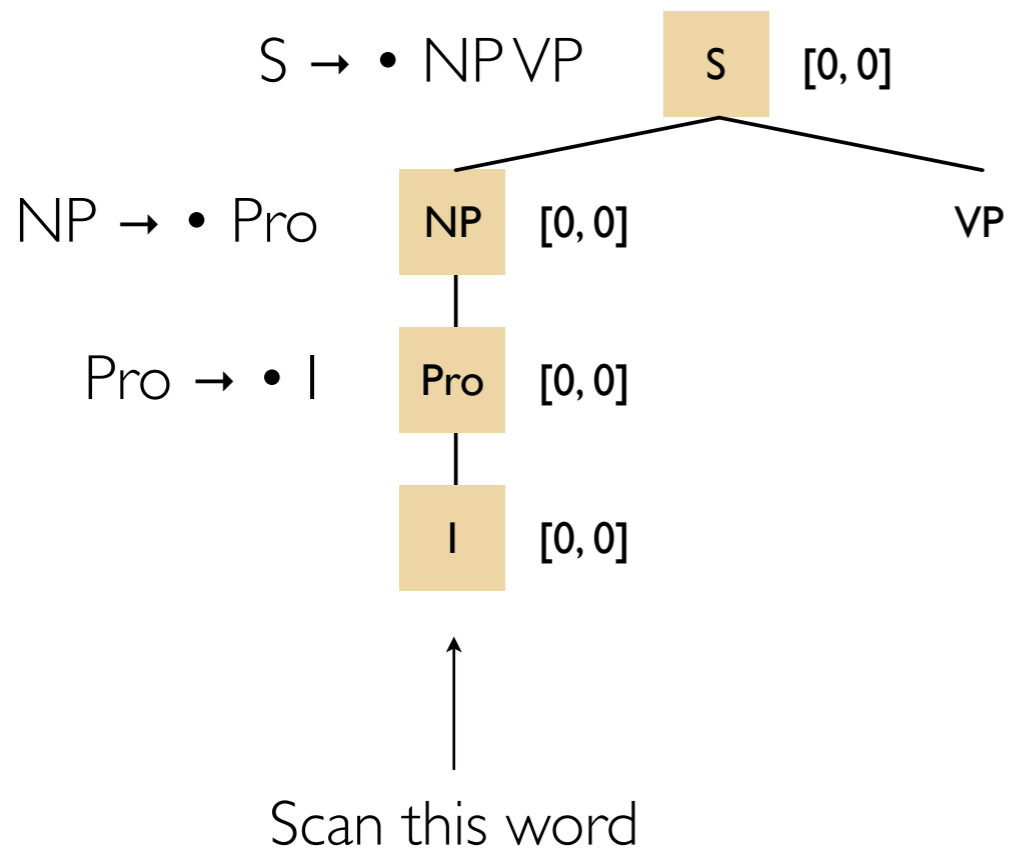 S → • NP VP S [0, 0]
NP → • Pro NP [0, 0] VP
Pro → • I Pro [0, 0]
I [0, 0]
Scan this word